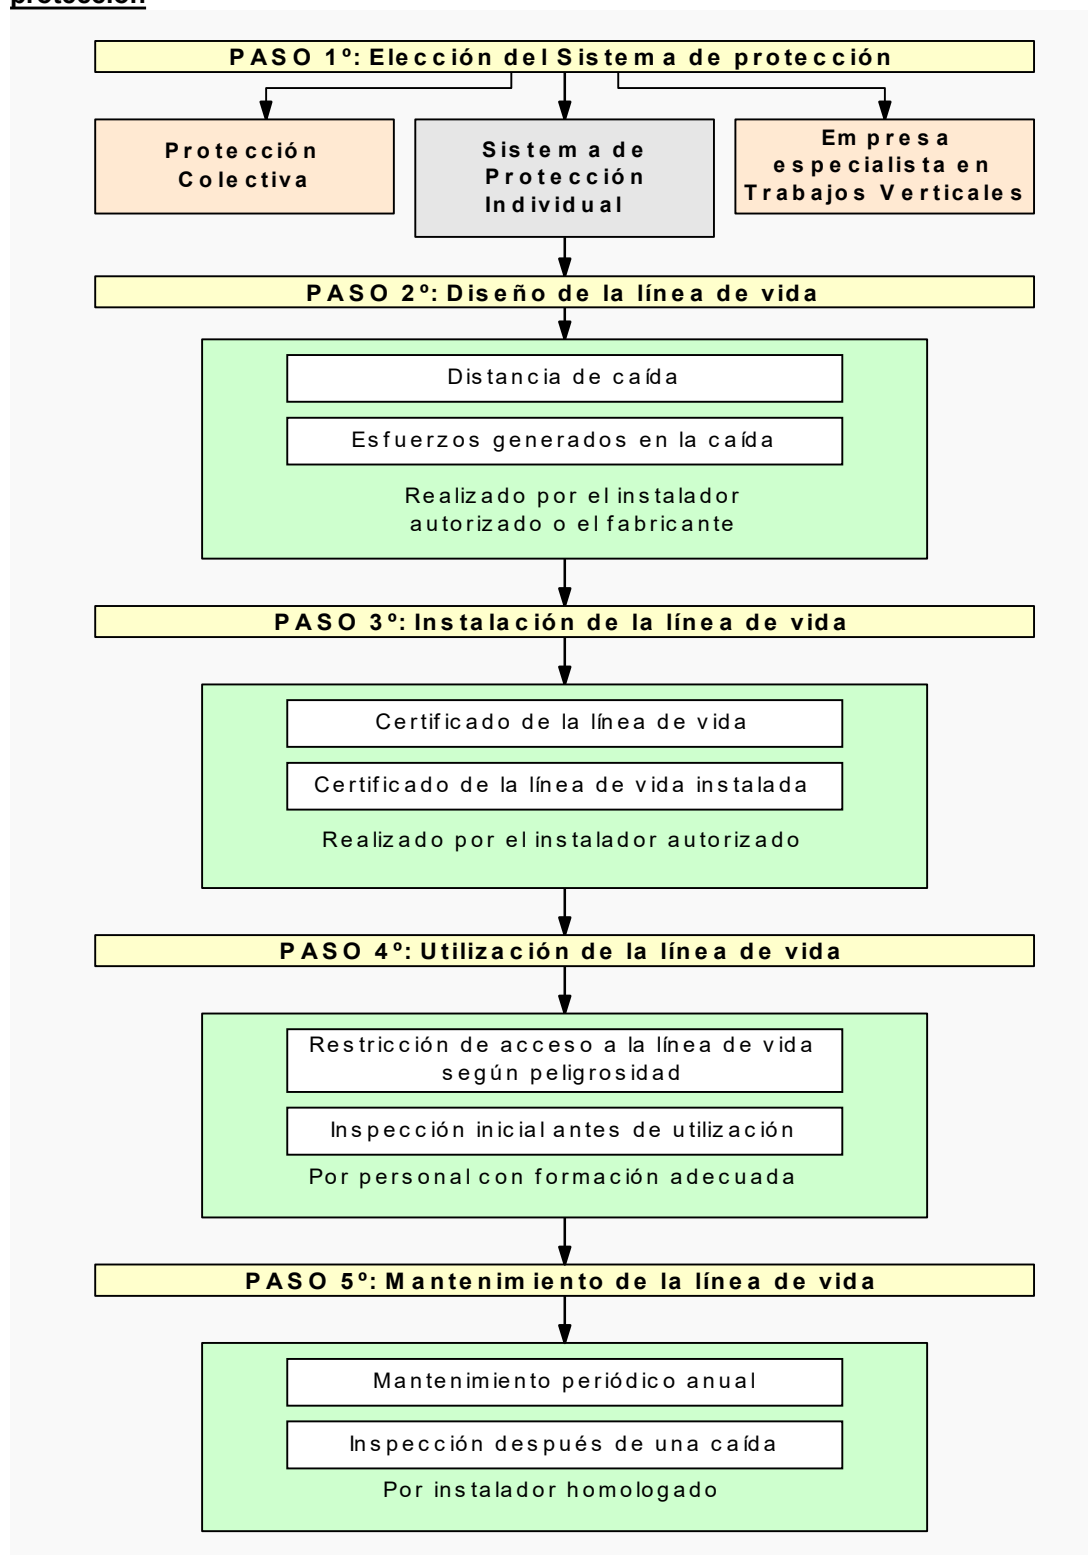 protección
PASO 1º: Elección del Sistema de protección
Protección
Colectiva
Sistema de
Protección
Individual
Empresa
especialista en
Trabajos Verticales
PASO 2º: Diseño de la línea de vida
Distancia de caída
Esfuerzos generados en la caída
Realizado por el instalador
autorizado o el fabricante
PASO 3º: Instalación de la línea de vida
Certificado de la línea de vida
Certificado de la línea de vida instalada
Realizado por el instalador autorizado
PASO 4º: Utilización de la línea de vida
Restricción de acceso a la línea de vida
según peligrosidad
Inspección inicial antes de utilización
Por personal con formación adecuada
PASO 5º: Mantenimiento de la línea de vida
Mantenimiento periódico anual
Inspección después de una caída
Por instalador homologado